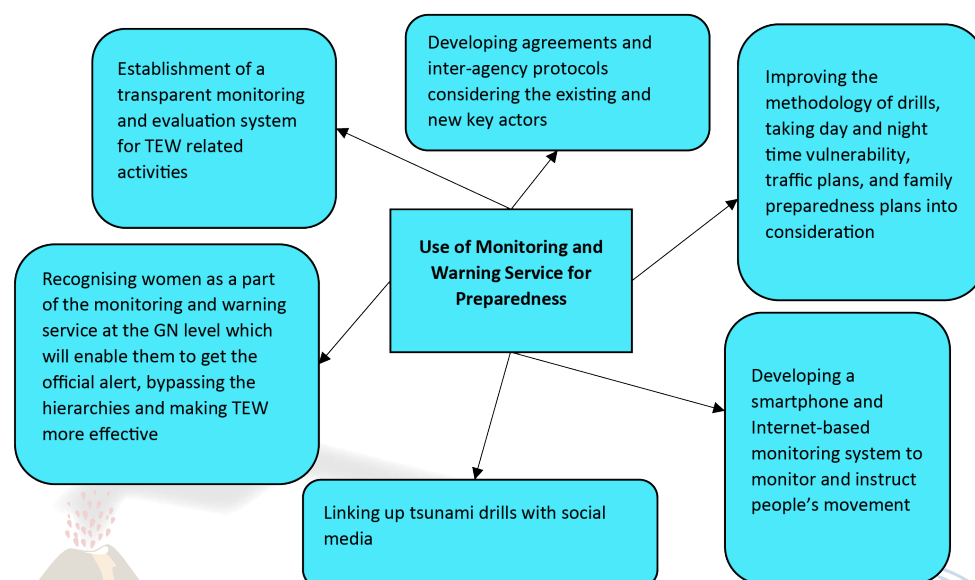 Establishment of a
transparent monitoring
and evaluation system
for TEW related
activities
Developing agreements and
inter-agency protocols
considering the existing and
new key actors
Improving the
methodology of drills,
taking day and night
time vulnerability,
traffic plans, and family
preparedness plans into
consideration
Use of Monitoring and
Warning Service for
Preparedness
Recognising women as a part
of the monitoring and warning
service at the GN level which
will enable them to get the
official alert, bypassing the
hierarchies and making TEW
more effective
Developing a
smartphone and
Internet-based
monitoring system to
monitor and instruct
people’s movement
Linking up tsunami drills with social
media